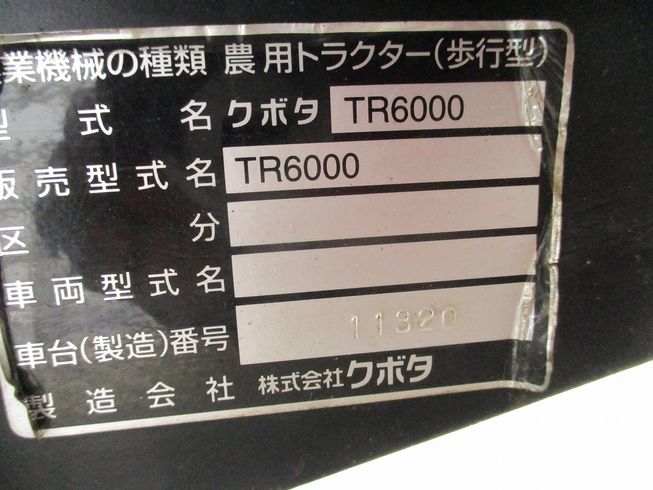 業機械の種類 農用トラクター(歩行型)
型式名 クボタ TR6000
販売型式名 TR6000
区分
車両型式名
車台(製造)番号 11320
製造会社 株式会社クボタ